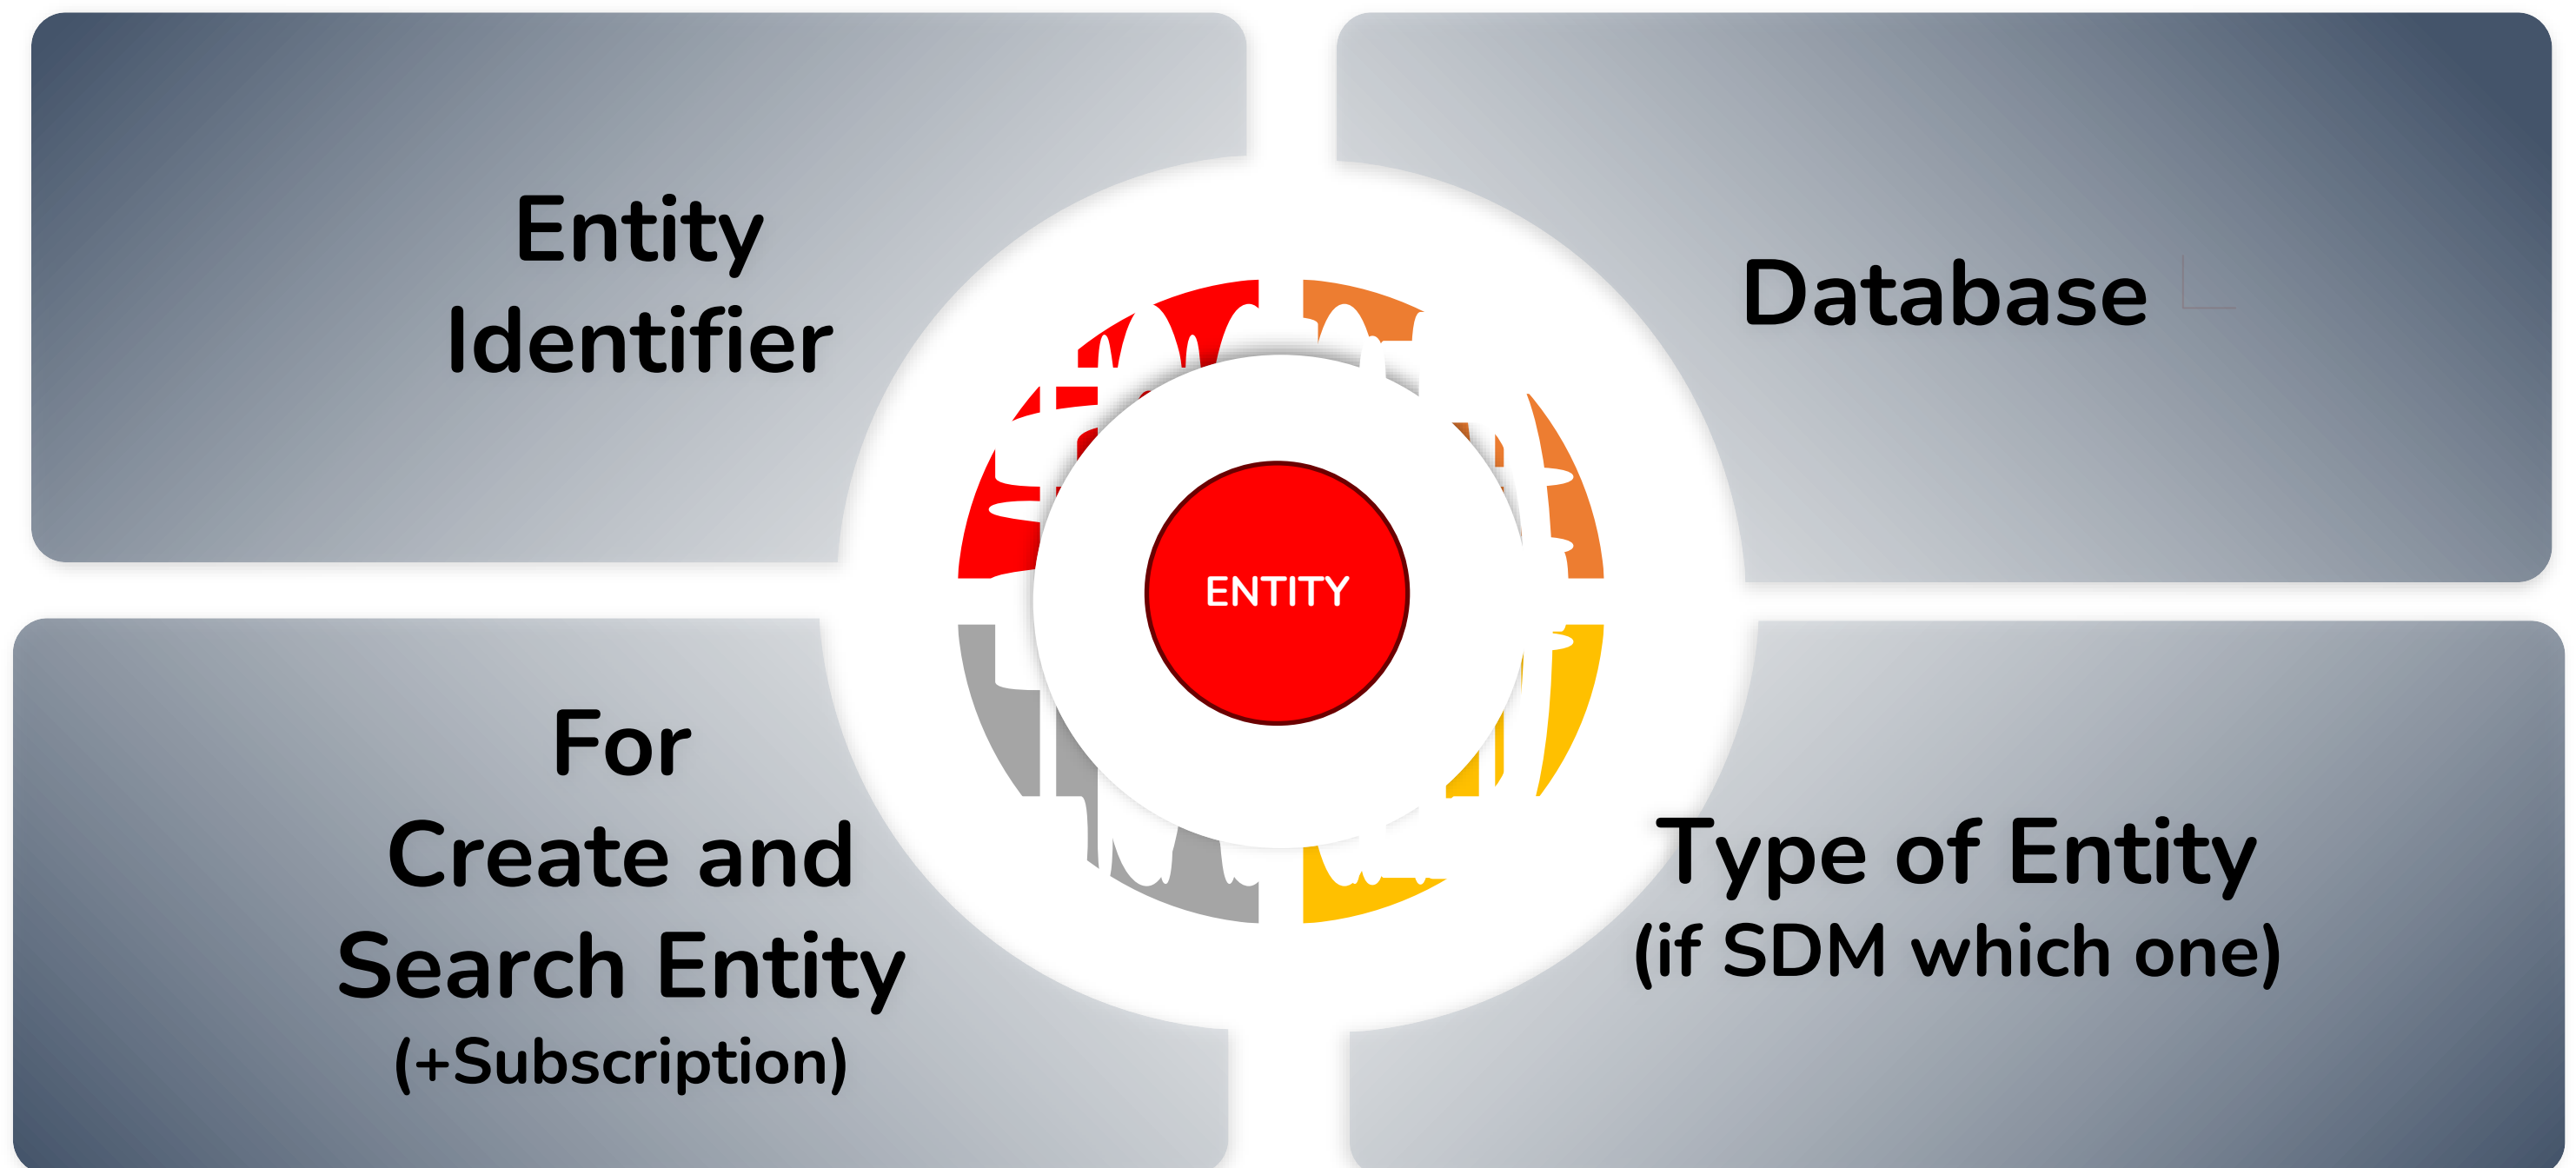 Entity
Identifier
Database
ENTITY
For
Create and
Search Entity
(+Subscription)
Type of Entity
(if SDM which one)